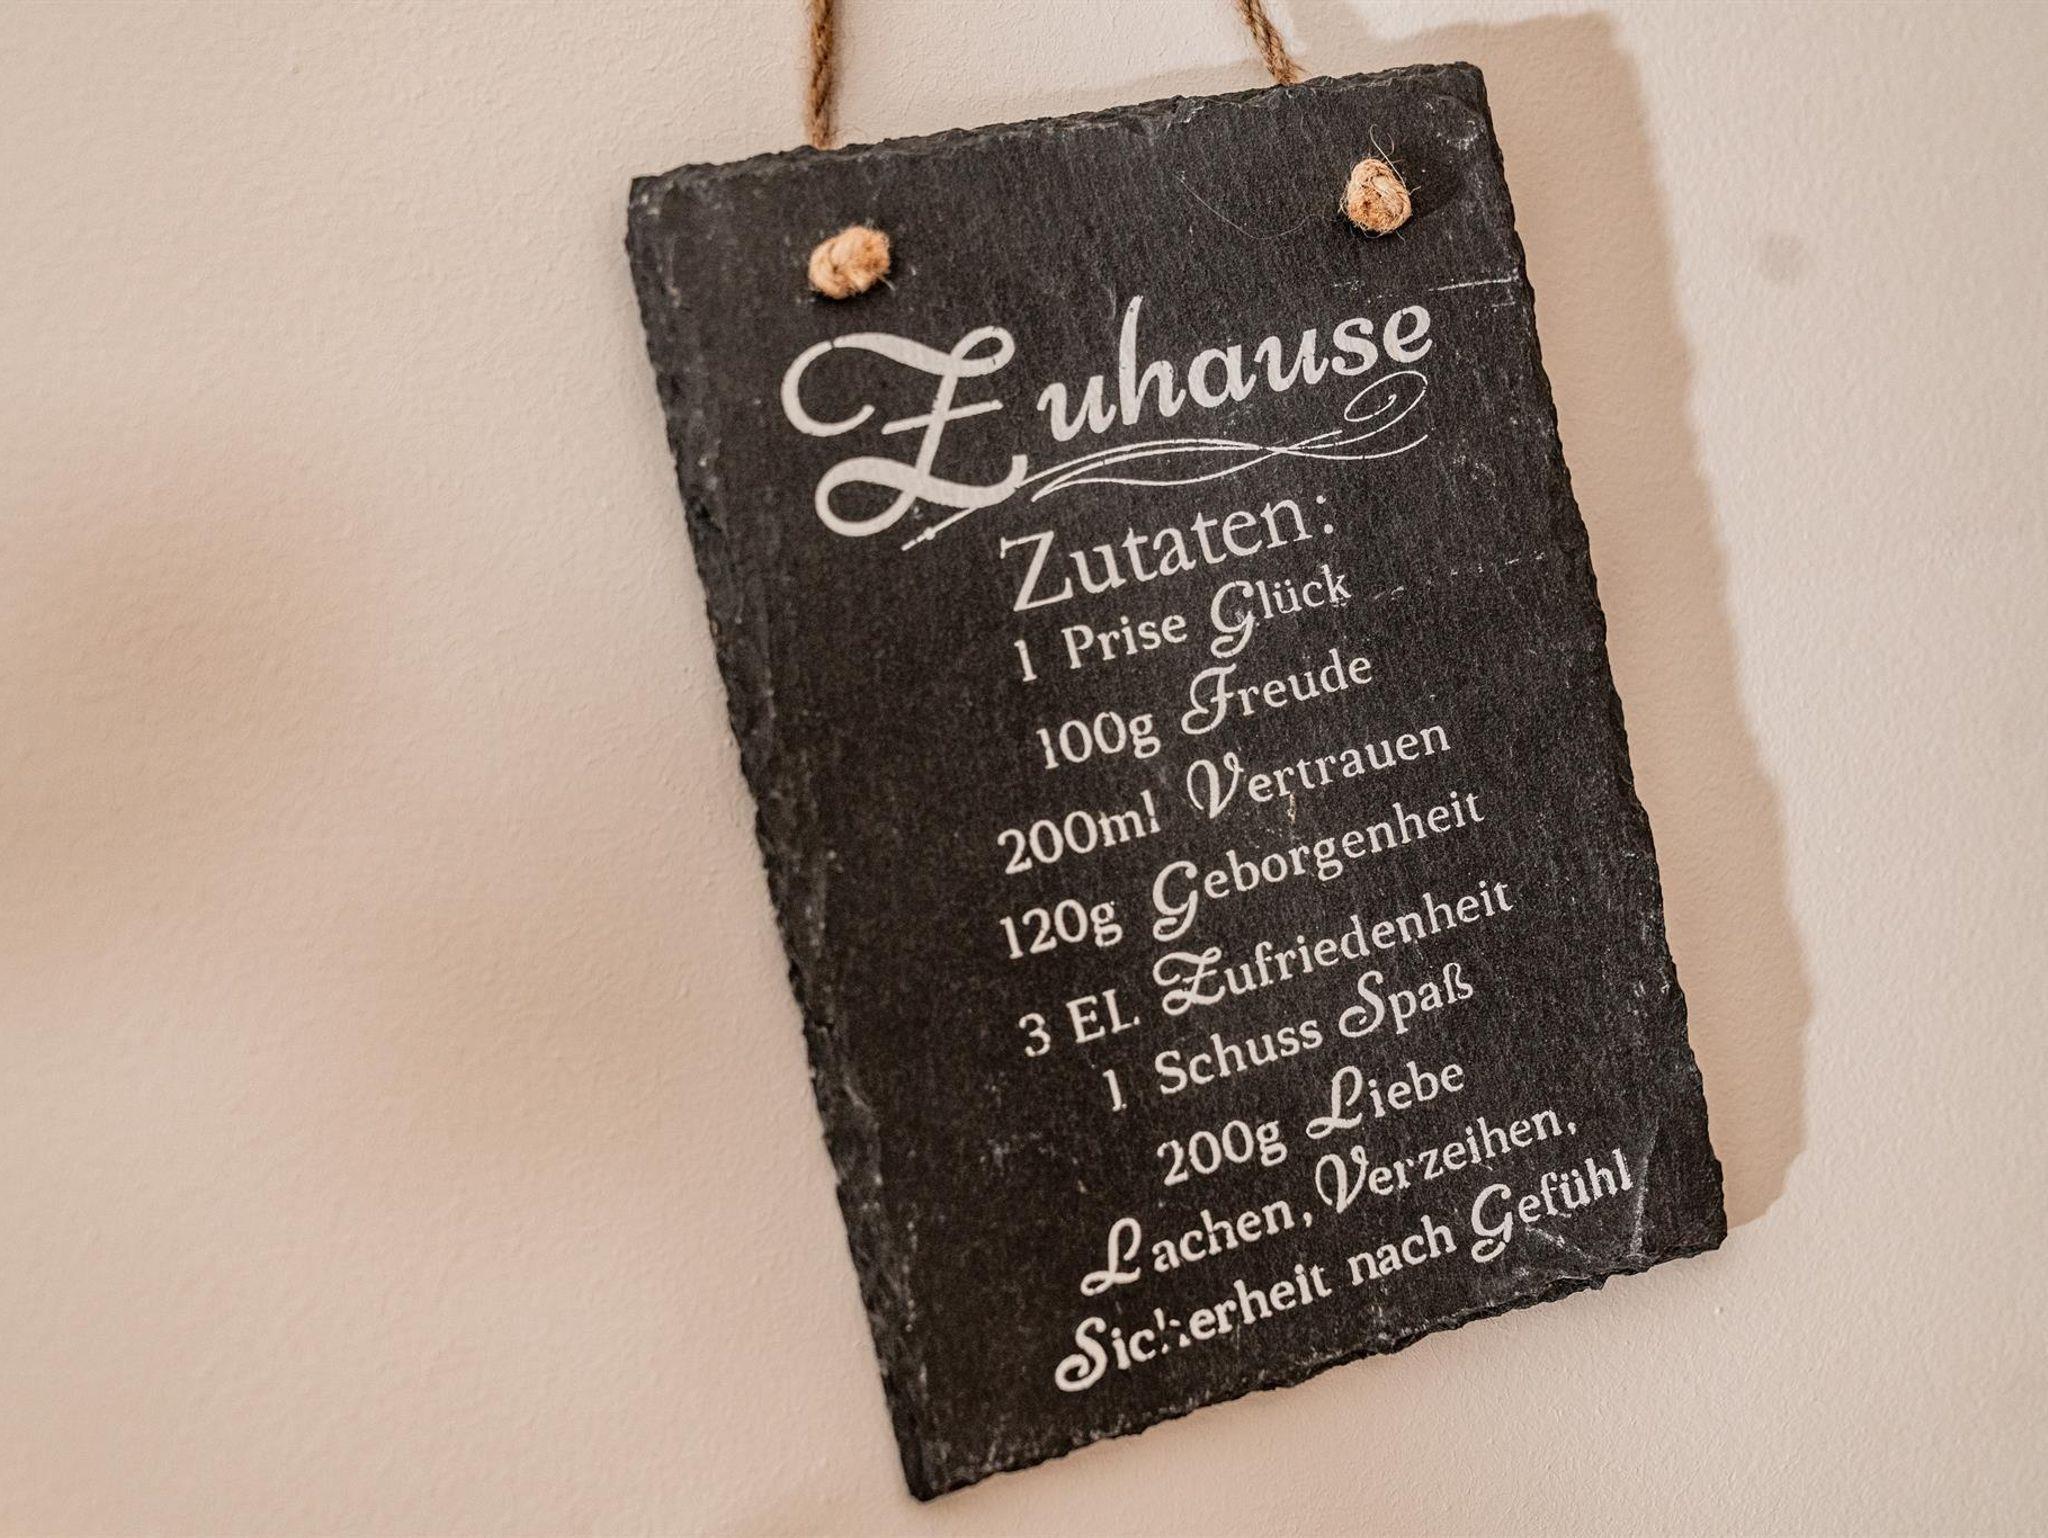 Zuhause
Zutaten:
1 Prise Glück
100g Freude
200ml Vertrauen
120g Geborgenheit
3 EL Zufriedenheit
1 Schuss Spaß
200g Liebe
Lachen, Verzeihen,
Sicherheit nach Gefühl